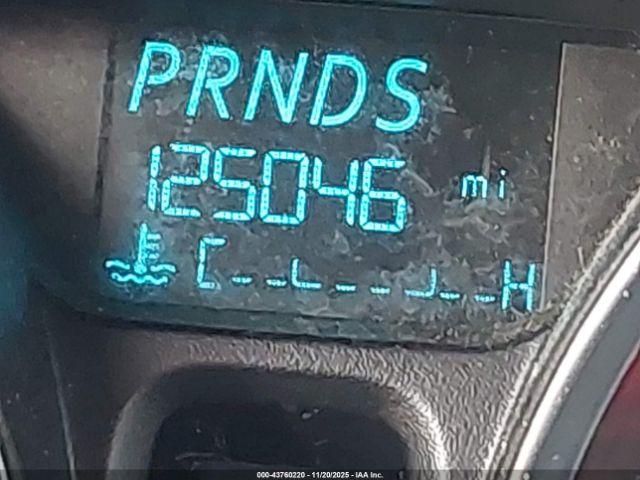 PRNDS
125046 mi
C H
000-43760220 - 11/20/2025 - IAA Inc.